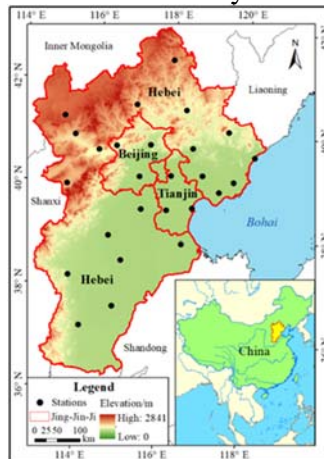 114 °E
116 °E
118 °E
120 °E
Inner Mongolia
N
42 °N
Hebei
Liaoning
Beijing
40 °N
Tianjin
Shanxi
Bohai
38 °N
Hebei
Shandong
China
36 °N
Legend
Stations
Elevation/m
Jing-Jin-Ji
High: 2841
0 25 50 100
km
Low: 0
114 °E
116 °E
118 °E